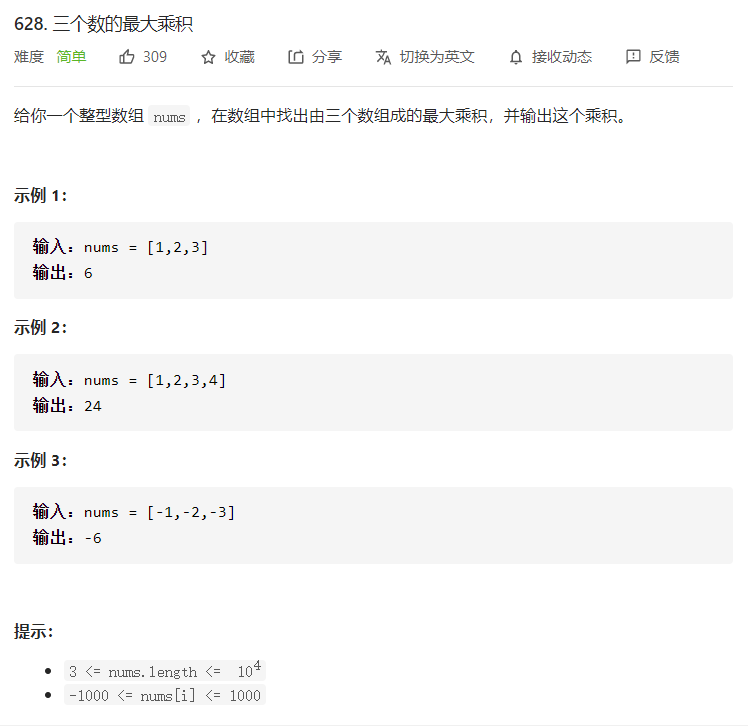 628. 三个数的最大乘积
难度 简单 309 收藏 分享 切换为英文 接收动态 反馈
给你一个整型数组 nums ，在数组中找出由三个数组成的最大乘积，并输出这个乘积。
示例 1：
输入：nums = [1,2,3]
输出：6
示例 2：
输入：nums = [1,2,3,4]
输出：24
示例 3：
输入：nums = [-1,-2,-3]
输出：-6
提示：
3 <= nums.length <= 10^4
-1000 <= nums[i] <= 1000